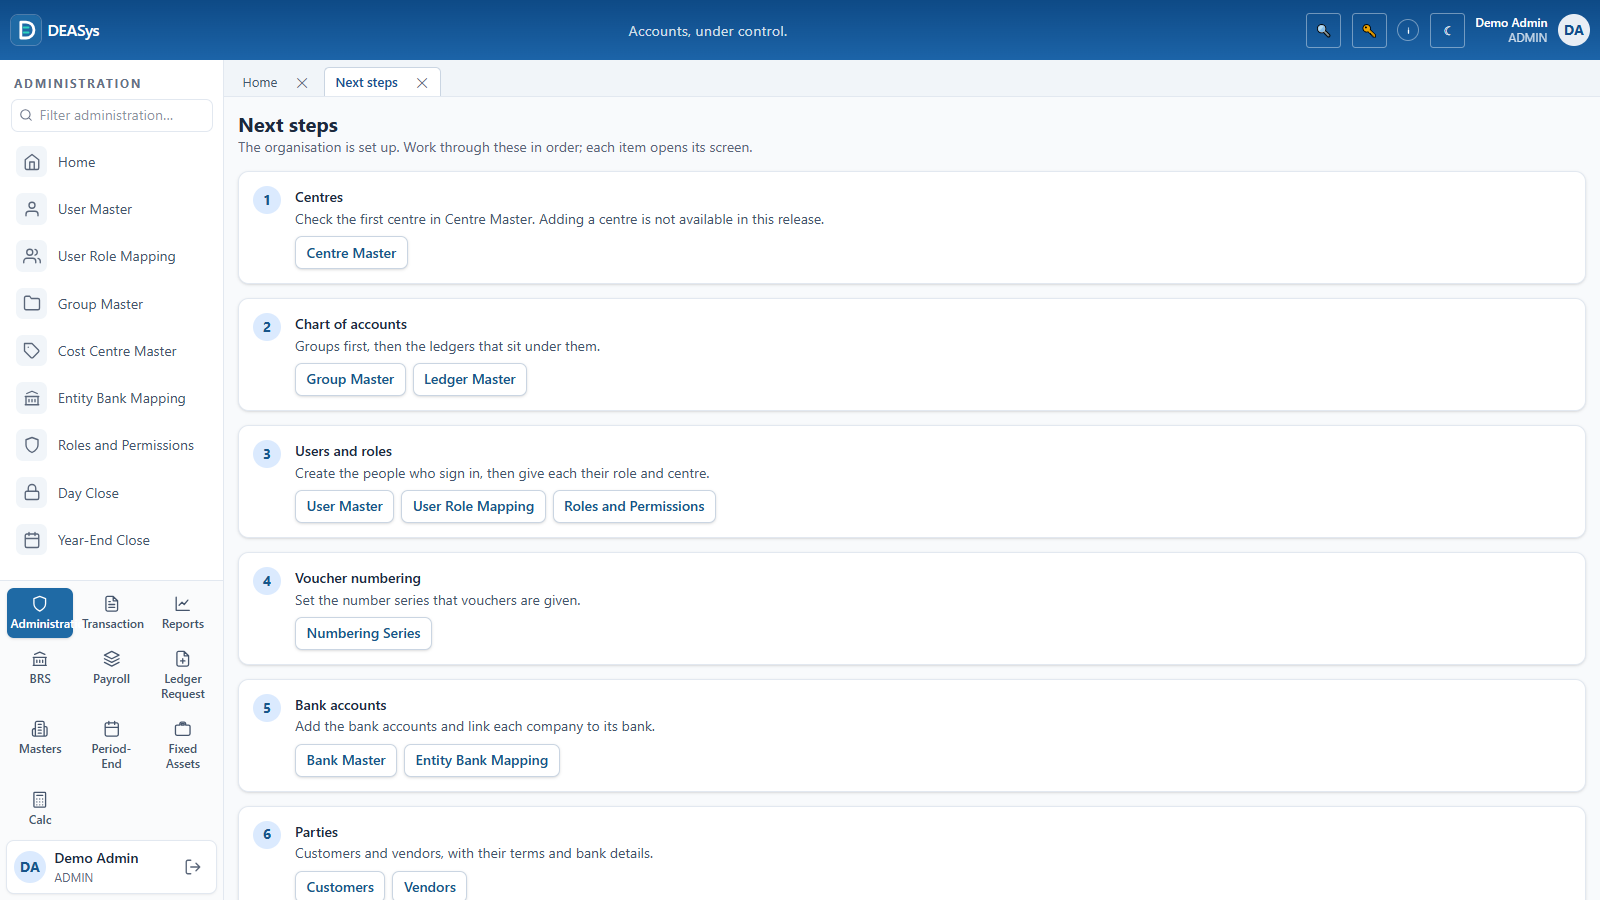 DEASys
Accounts, under control.
Demo Admin
ADMIN
DA
ADMINISTRATION
Filter administration...
Home
User Master
User Role Mapping
Group Master
Cost Centre Master
Entity Bank Mapping
Roles and Permissions
Day Close
Year-End Close
Administrat
Transaction
Reports
BRS
Payroll
Ledger
Request
Masters
Period-
End
Fixed
Assets
Calc
DA
Demo Admin
ADMIN
Home
Next steps
Next steps
The organisation is set up. Work through these in order; each item opens its screen.
1
Centres
Check the first centre in Centre Master. Adding a centre is not available in this release.
Centre Master
2
Chart of accounts
Groups first, then the ledgers that sit under them.
Group Master
Ledger Master
3
Users and roles
Create the people who sign in, then give each their role and centre.
User Master
User Role Mapping
Roles and Permissions
4
Voucher numbering
Set the number series that vouchers are given.
Numbering Series
5
Bank accounts
Add the bank accounts and link each company to its bank.
Bank Master
Entity Bank Mapping
6
Parties
Customers and vendors, with their terms and bank details.
Customers
Vendors